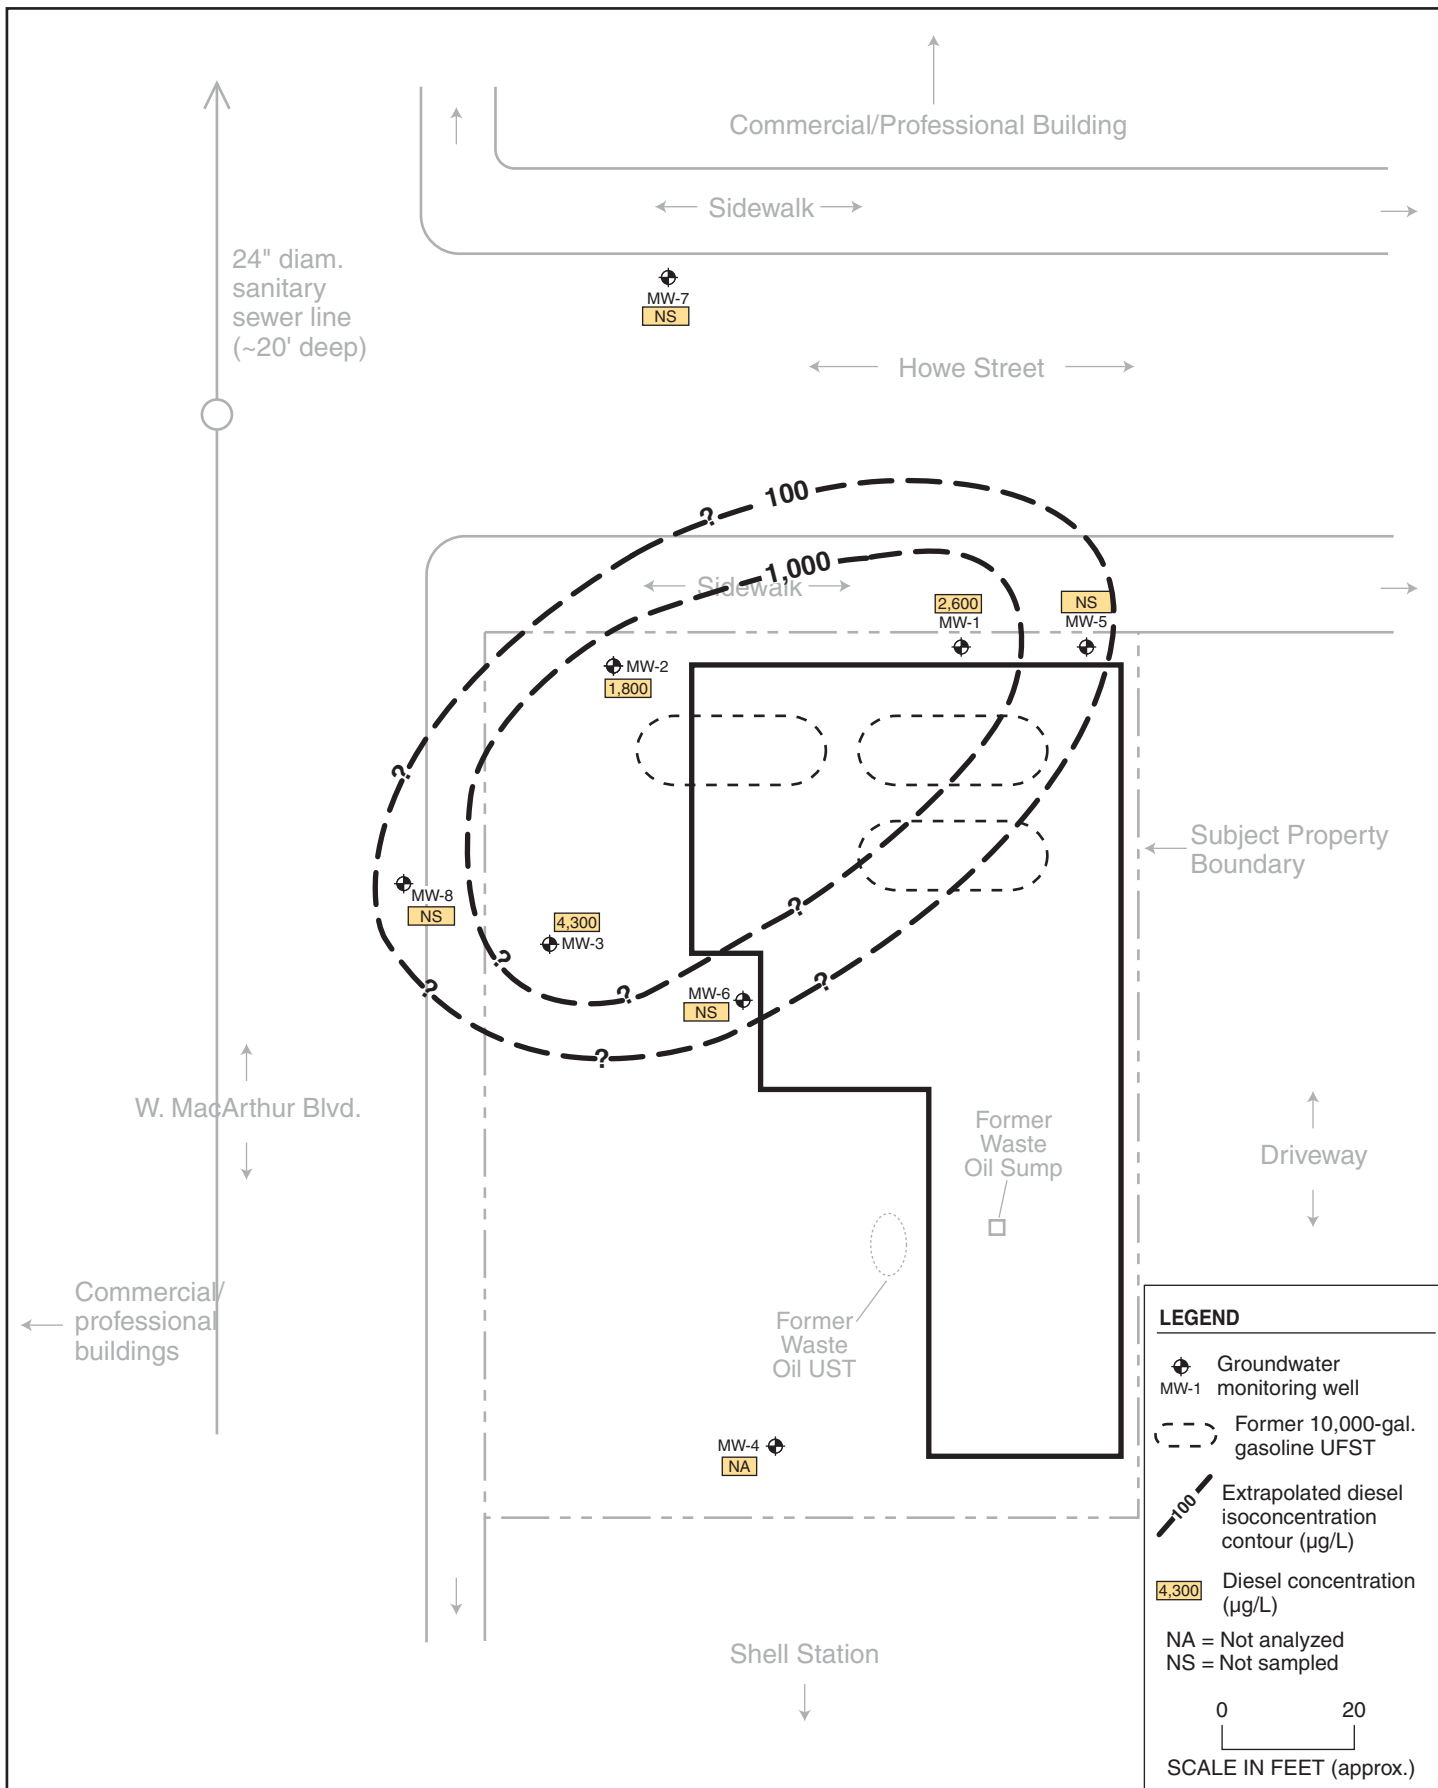 Commercial/Professional Building
Sidewalk
24" diam.
sanitary
sewer line
(~20' deep)
MW-7
NS
Howe Street
100
?
1,000
Sidewalk
2,600
MW-1
NS
MW-5
MW-2
1,800
?
Subject Property
Boundary
MW-8
NS
4,300
MW-3
?
?
?
?
MW-6
NS
?
?
W. MacArthur Blvd.
Former
Waste
Oil Sump
Driveway
Commercial/
professional
buildings
Former
Waste
Oil UST
MW-4
NA
Shell Station
LEGEND
MW-1
Groundwater
monitoring well
Former 10,000-gal.
gasoline UFST
100
Extrapolated diesel
isoconcentration
contour (µg/L)
4,300
Diesel concentration
(µg/L)
NA = Not analyzed
NS = Not sampled
0 20
SCALE IN FEET (approx.)